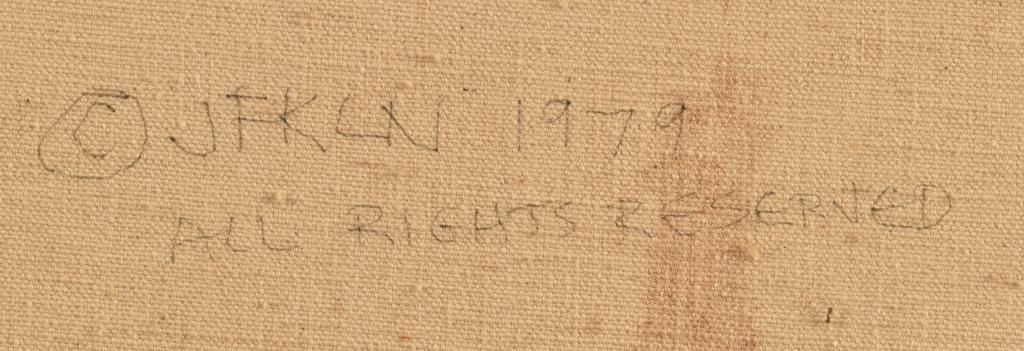 © JFKLN 1979
ALL RIGHTS RESERVED